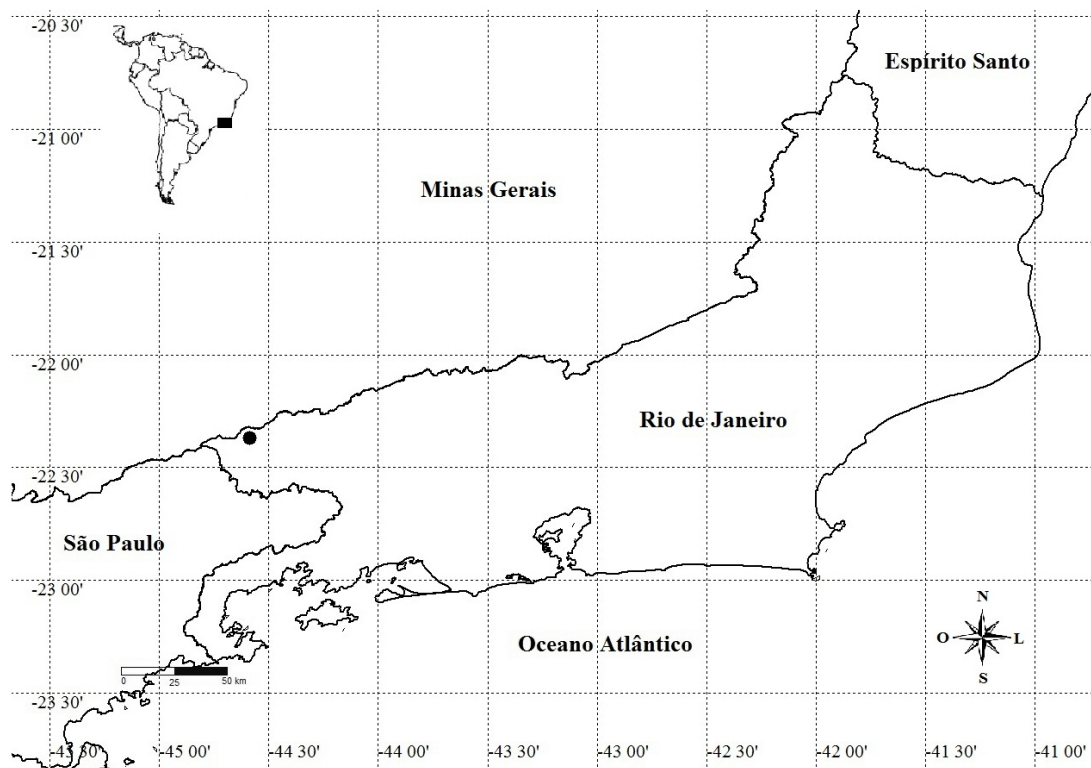 -20 30'
Espírito Santo
-21 00'
Minas Gerais
-21 30'
-22 00'
Rio de Janeiro
-22 30'
São Paulo
-23 00'
N
O L
S
Oceano Atlântico
0 25 50 km
-23 30'
-43 30 -45 00' -44 30' -44 00' -43 30' -43 00' -42 30' -42 00' -41 30' -41 00'